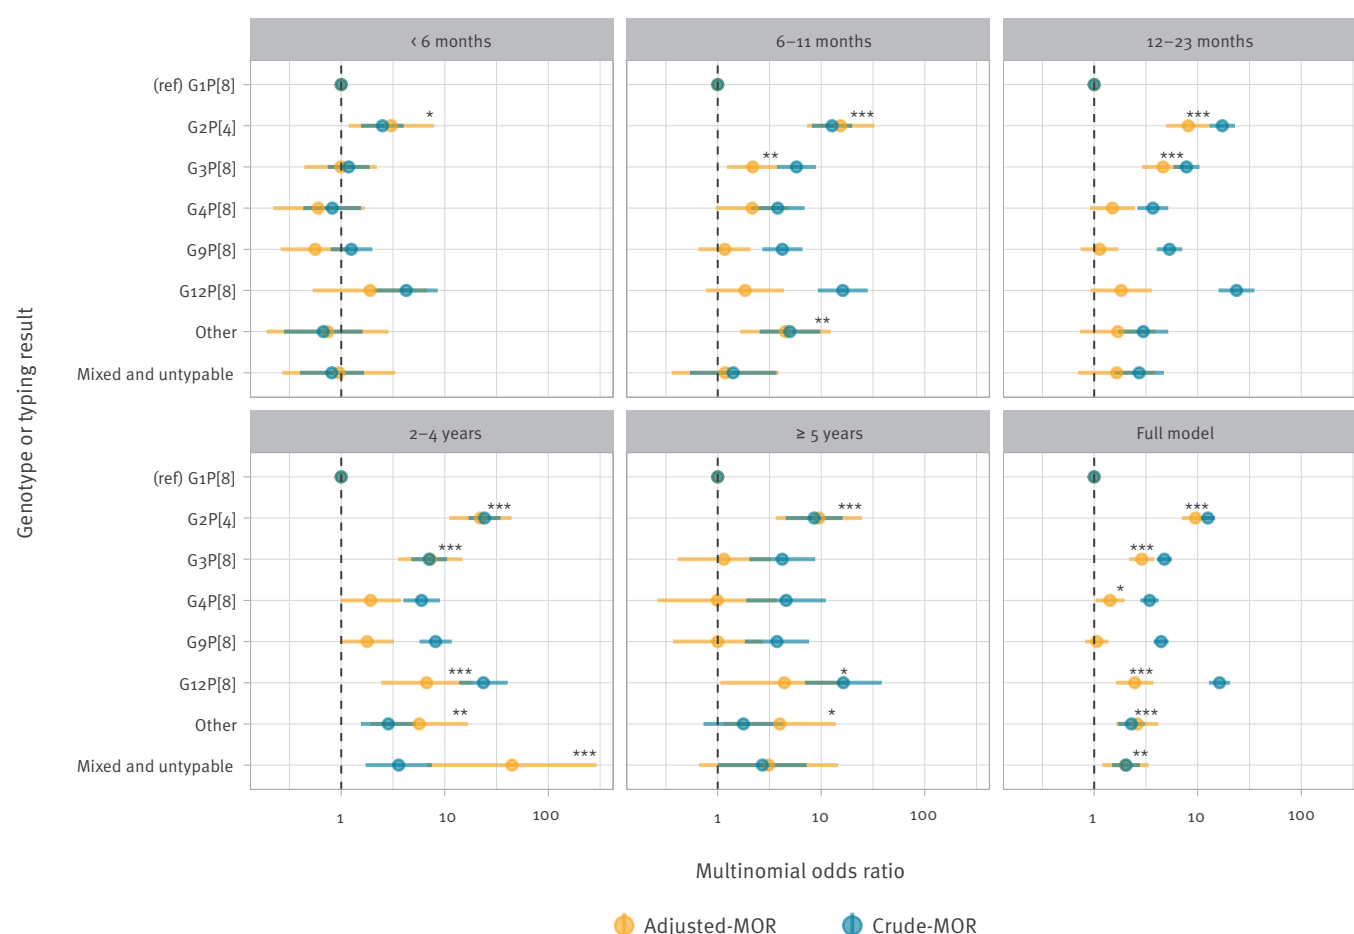 < 6 months
6–11 months
12–23 months
(ref) G1P[8]
G2P[4]
*
***
***
G3P[8]
**
***
G4P[8]
G9P[8]
G12P[8]
Other
**
Mixed and untypable
Genotype or typing result
2–4 years
≥ 5 years
Full model
(ref) G1P[8]
G2P[4]
***
***
***
G3P[8]
***
***
G4P[8]
*
G9P[8]
G12P[8]
***
*
***
Other
**
*
***
Mixed and untypable
***
**
1 10 100
1 10 100
1 10 100
Multinomial odds ratio
Adjusted-MOR
Crude-MOR